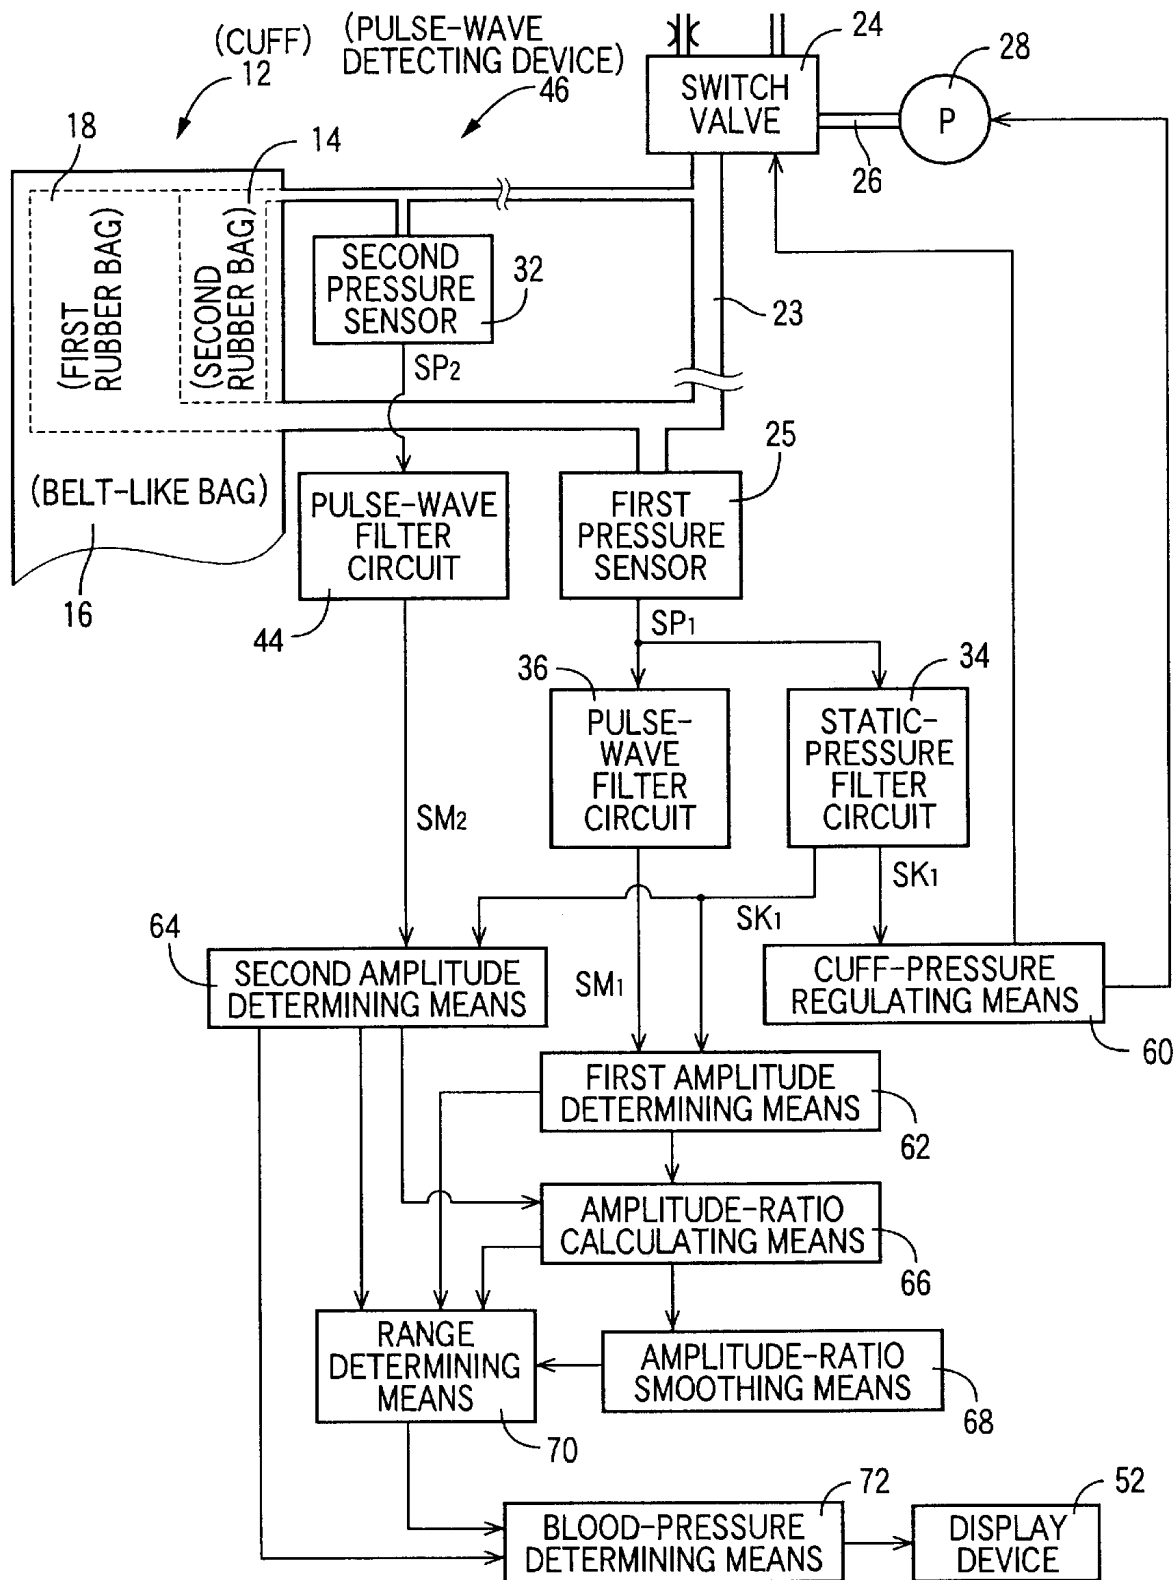 (CUFF)
12
(PULSE-WAVE
DETECTING DEVICE)
46
24
SWITCH
VALVE
28
P
26
18
14
(FIRST
RUBBER BAG)
(SECOND
RUBBER BAG)
SECOND
PRESSURE
SENSOR
32
23
SP2
(BELT-LIKE BAG)
16
PULSE-WAVE
FILTER
CIRCUIT
44
25
FIRST
PRESSURE
SENSOR
SP1
36
PULSE-
WAVE
FILTER
CIRCUIT
34
STATIC-
PRESSURE
FILTER
CIRCUIT
SM2
SK1
SK1
64
SECOND AMPLITUDE
DETERMINING MEANS
SM1
CUFF-PRESSURE
REGULATING MEANS
60
FIRST AMPLITUDE
DETERMINING MEANS
62
AMPLITUDE-RATIO
CALCULATING MEANS
66
RANGE
DETERMINING
MEANS
70
AMPLITUDE-RATIO
SMOOTHING MEANS
68
72
BLOOD-PRESSURE
DETERMINING MEANS
52
DISPLAY
DEVICE